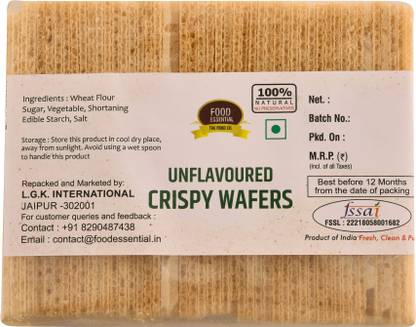 Ingredients : Wheat Flour
Sugar, Vegetable, Shortaning
Edible Starch, Salt
Storage : Store this product in cool dry place,
away from sunlight. Avoid using a wet spoon
to handle this product
Repacked and Marketed by:
L.G.K. INTERNATIONAL
JAIPUR -302001
For customer queries and feedback :
Contact : +91 8290487438
Email : contact@foodessential.in
FOOD
ESSENTIAL
THE FOOD CO.
100%
NATURAL
NO PRESERVATIVES
UNFLAVOURED
CRISPY WAFERS
Net. :
Batch No.:
Pkd. On :
M.R.P. (₹)
(Incl. of all Taxes)
Best before 12 Months
from the date of packing
fssai
FSSL : 22218058001682
Product of India Fresh, Clean & Pu